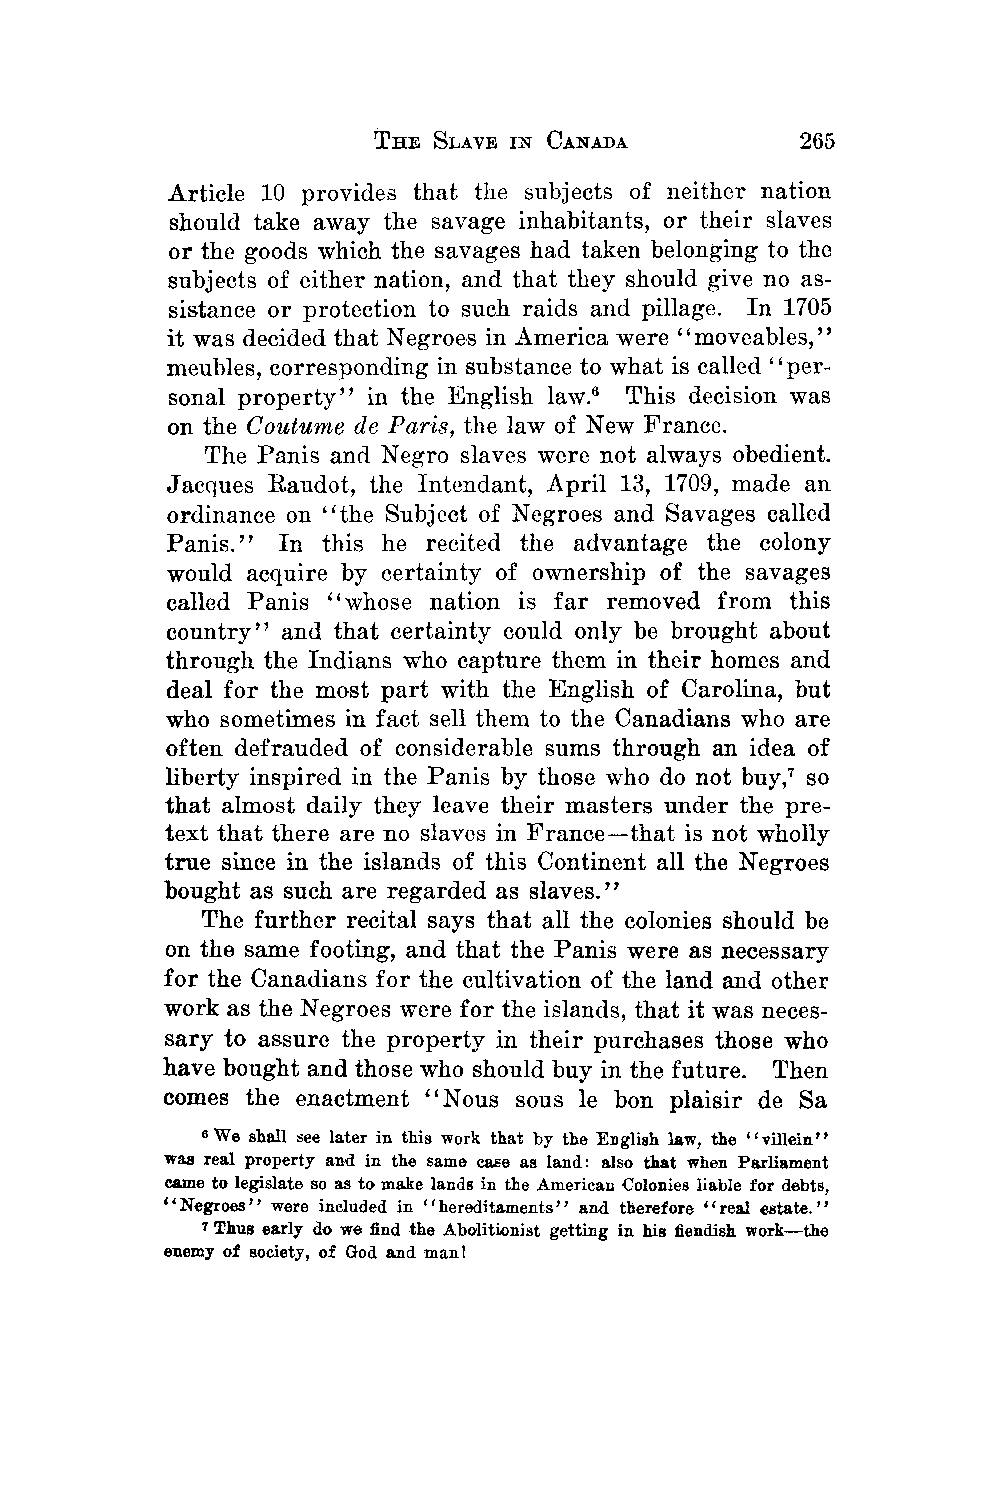 THE SLAVE IN CANADA 265
Article 10 provides that the subjects of neither nation
should take away the savage inhabitants, or their slaves
or the goods which the savages had taken belonging to the
subjects of either nation, and that they should give no as-
sistance or protection to such raids and pillage. In 1705
it was decided that Negroes in America were ‘‘moveables,’’
meubles, corresponding in substance to what is called ‘‘per-
sonal property’’ in the English law.⁶ This decision was
on the Coutume de Paris, the law of New France.
The Panis and Negro slaves were not always obedient.
Jacques Raudot, the Intendant, April 13, 1709, made an
ordinance on ‘‘the Subject of Negroes and Savages called
Panis.’’ In this he recited the advantage the colony
would acquire by certainty of ownership of the savages
called Panis ‘‘whose nation is far removed from this
country’’ and that certainty could only be brought about
through the Indians who capture them in their homes and
deal for the most part with the English of Carolina, but
who sometimes in fact sell them to the Canadians who are
often defrauded of considerable sums through an idea of
liberty inspired in the Panis by those who do not buy,⁷ so
that almost daily they leave their masters under the pre-
text that there are no slaves in France—that is not wholly
true since in the islands of this Continent all the Negroes
bought as such are regarded as slaves.’’
The further recital says that all the colonies should be
on the same footing, and that the Panis were as necessary
for the Canadians for the cultivation of the land and other
work as the Negroes were for the islands, that it was neces-
sary to assure the property in their purchases those who
have bought and those who should buy in the future. Then
comes the enactment ‘‘Nous sous le bon plaisir de Sa
⁶ We shall see later in this work that by the English law, the ‘‘villein’’
was real property and in the same case as land: also that when Parliament
came to legislate so as to make lands in the American Colonies liable for debts,
‘‘Negroes’’ were included in ‘‘hereditaments’’ and therefore ‘‘real estate.’’
⁷ Thus early do we find the Abolitionist getting in his fiendish work—the
enemy of society, of God and man!